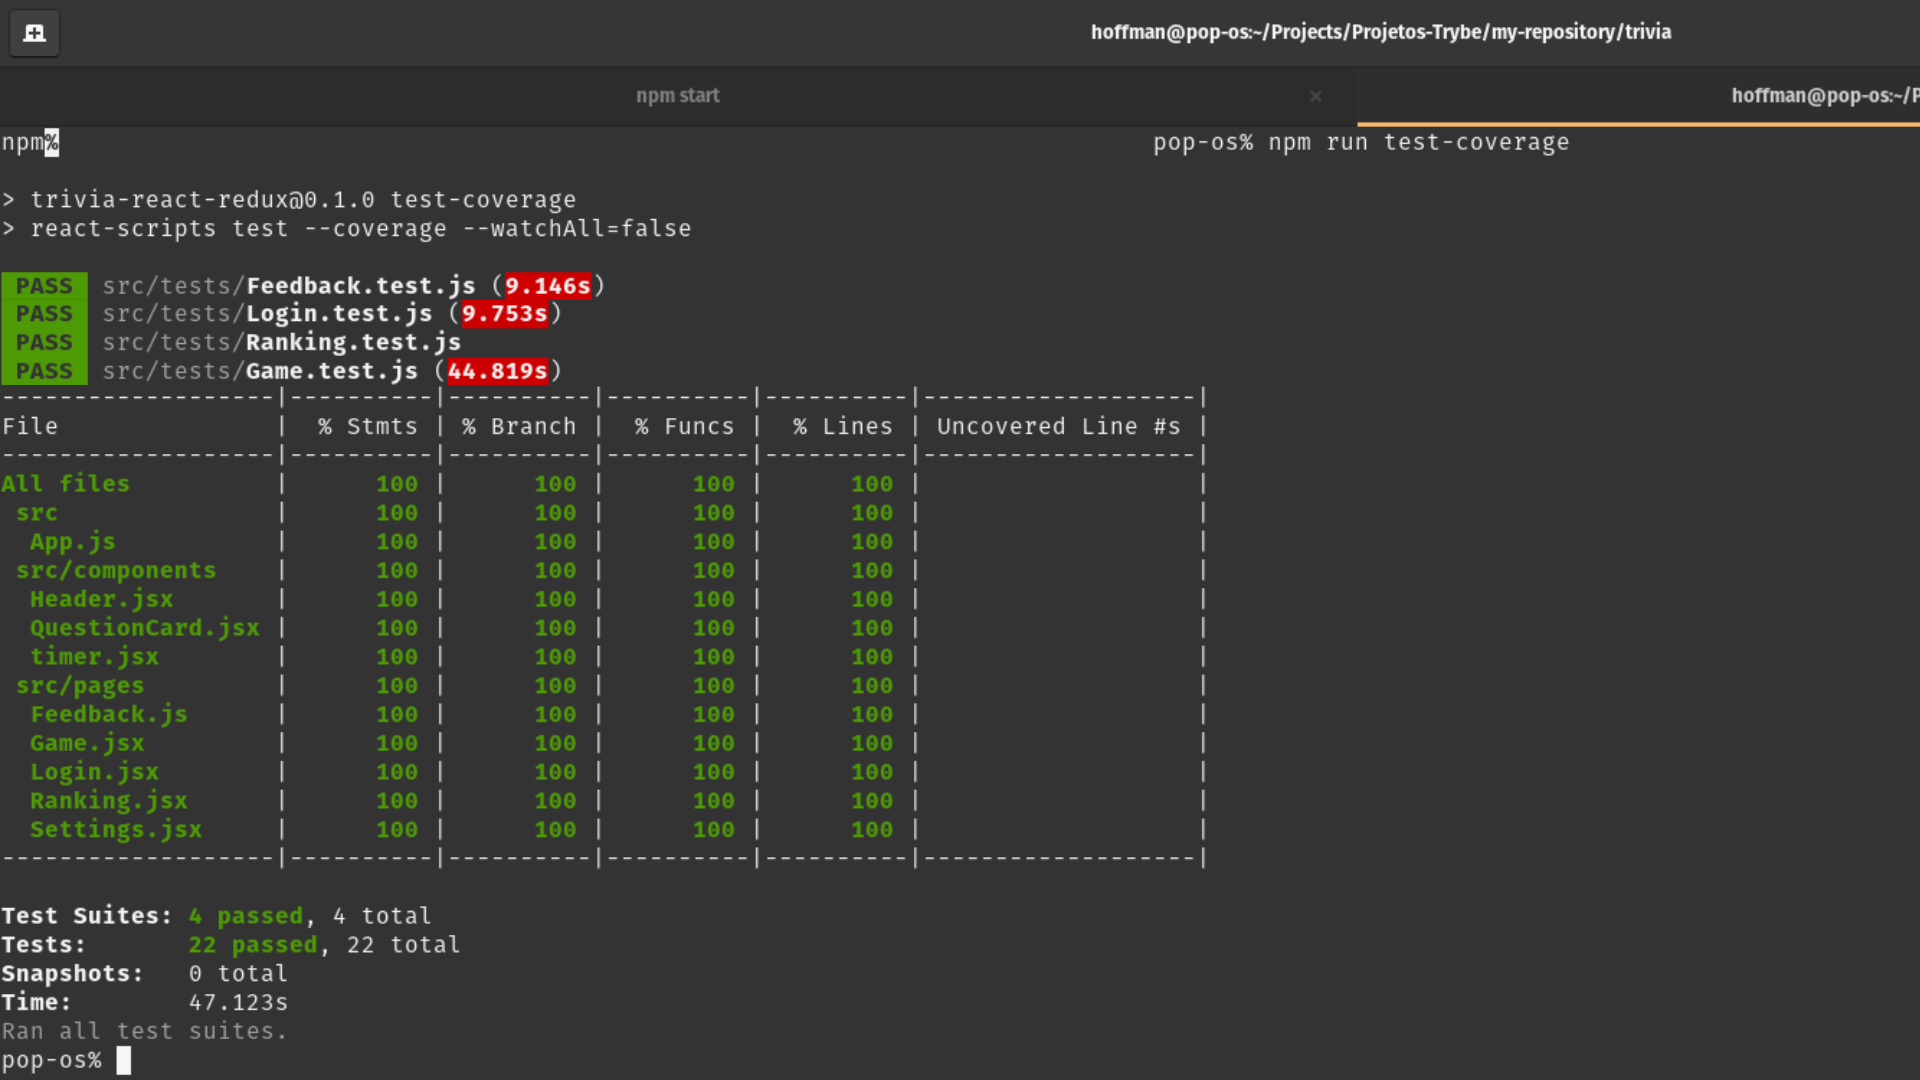 hoffman@pop-os:~/Projects/Projetos-Trybe/my-repository/trivia
npm start × hoffman@pop-os:~/P
npm% pop-os% npm run test-coverage
> trivia-react-redux@0.1.0 test-coverage
> react-scripts test --coverage --watchAll=false
PASS src/tests/Feedback.test.js (9.146s)
PASS src/tests/Login.test.js (9.753s)
PASS src/tests/Ranking.test.js
PASS src/tests/Game.test.js (44.819s)
-------------------|----------|----------|----------|----------|-------------------|
File | % Stmts | % Branch | % Funcs | % Lines | Uncovered Line #s |
-------------------|----------|----------|----------|----------|-------------------|
All files | 100 | 100 | 100 | 100 | |
src | 100 | 100 | 100 | 100 | |
App.js | 100 | 100 | 100 | 100 | |
src/components | 100 | 100 | 100 | 100 | |
Header.jsx | 100 | 100 | 100 | 100 | |
QuestionCard.jsx | 100 | 100 | 100 | 100 | |
timer.jsx | 100 | 100 | 100 | 100 | |
src/pages | 100 | 100 | 100 | 100 | |
Feedback.js | 100 | 100 | 100 | 100 | |
Game.jsx | 100 | 100 | 100 | 100 | |
Login.jsx | 100 | 100 | 100 | 100 | |
Ranking.jsx | 100 | 100 | 100 | 100 | |
Settings.jsx | 100 | 100 | 100 | 100 | |
-------------------|----------|----------|----------|----------|-------------------|
Test Suites: 4 passed, 4 total
Tests: 22 passed, 22 total
Snapshots: 0 total
Time: 47.123s
Ran all test suites.
pop-os%